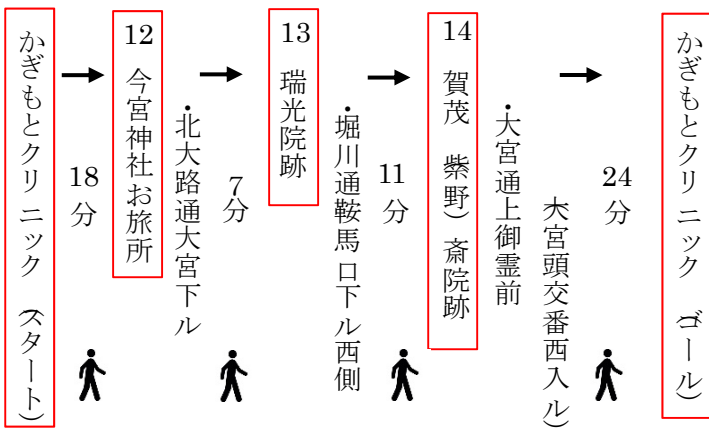 かぎもとクリニック（スタート）
18分
12 今宮神社お旅所
・北大路通大宮下ル
7分
13 瑞光院跡
・堀川通鞍馬口下ル西側
11分
14 賀茂（紫野）斎院跡
・大宮通上御霊前
（大宮頭交番西入ル）
24分
かぎもとクリニック（ゴール）